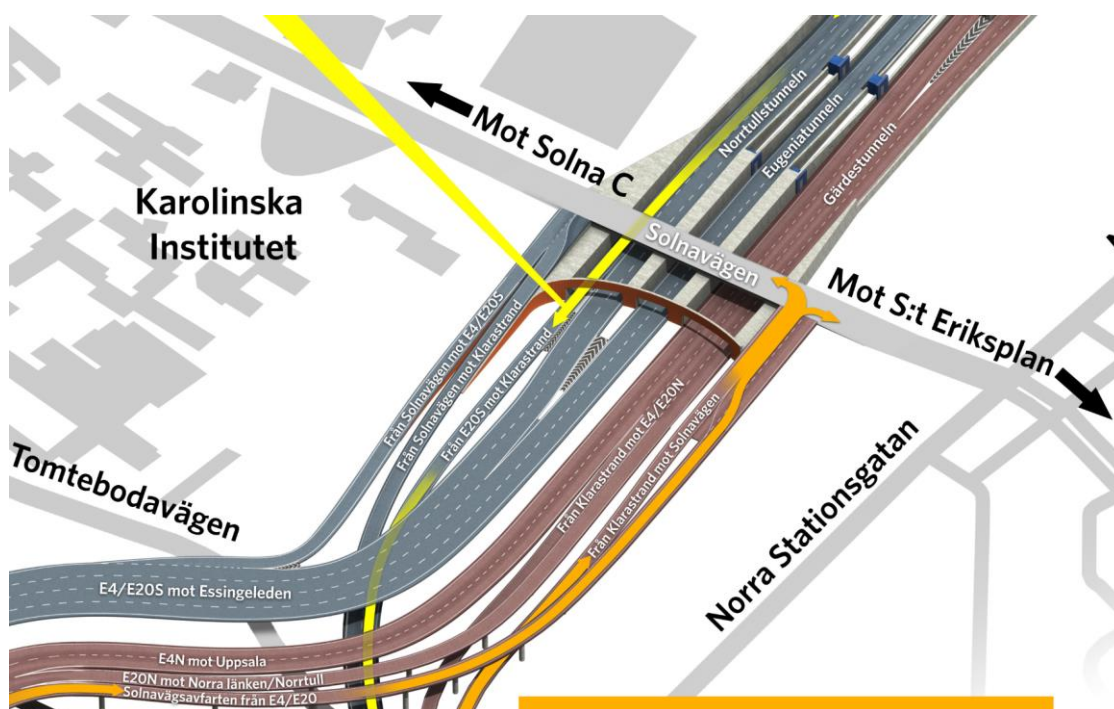 Mot Solna C
Norrtullstunneln
Eugeniatunneln
Gärdestunneln
Karolinska
Institutet
Solnavägen
Mot S:t Eriksplan
Från Solnavägen mot E4/E20S
Från Solnavägen mot Klarastrand
Från E20S mot Klarastrand
Från Klarastrand mot E4/E20N
Från Klarastrand mot Solnavägen
Tomtebodavägen
Norra Stationsgatan
E4/E20S mot Essingeleden
E4N mot Uppsala
E20N mot Norra länken/Norrtull
Solnavägsavfarten från E4/E20